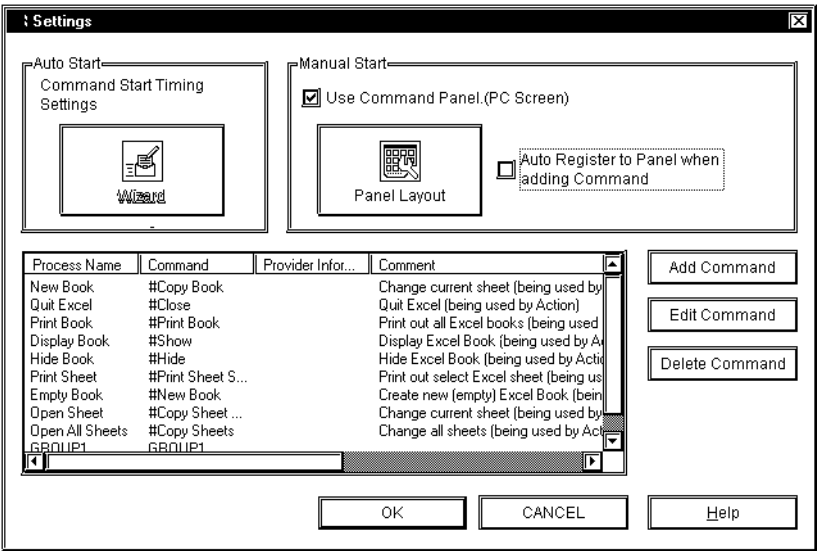 Settings
Auto Start
Command Start Timing
Settings
Wizard
Manual Start
Use Command Panel.(PC Screen)
Panel Layout
Auto Register to Panel when
adding Command
Process Name Command Provider Infor... Comment
New Book #Copy Book Change current sheet (being used by
Quit Excel #Close Quit Excel (being used by Action)
Print Book #Print Book Print out all Excel books (being used
Display Book #Show Display Excel Book (being used by A
Hide Book #Hide Hide Excel Book (being used by Actio
Print Sheet #Print Sheet S... Print out select Excel sheet (being us
Empty Book #New Book Create new (empty) Excel Book (bein
Open Sheet #Copy Sheet ... Change current sheet (being used by
Open All Sheets #Copy Sheets Change all sheets (being used by Act
GROUP1 GROUP1
Add Command
Edit Command
Delete Command
OK
CANCEL
Help